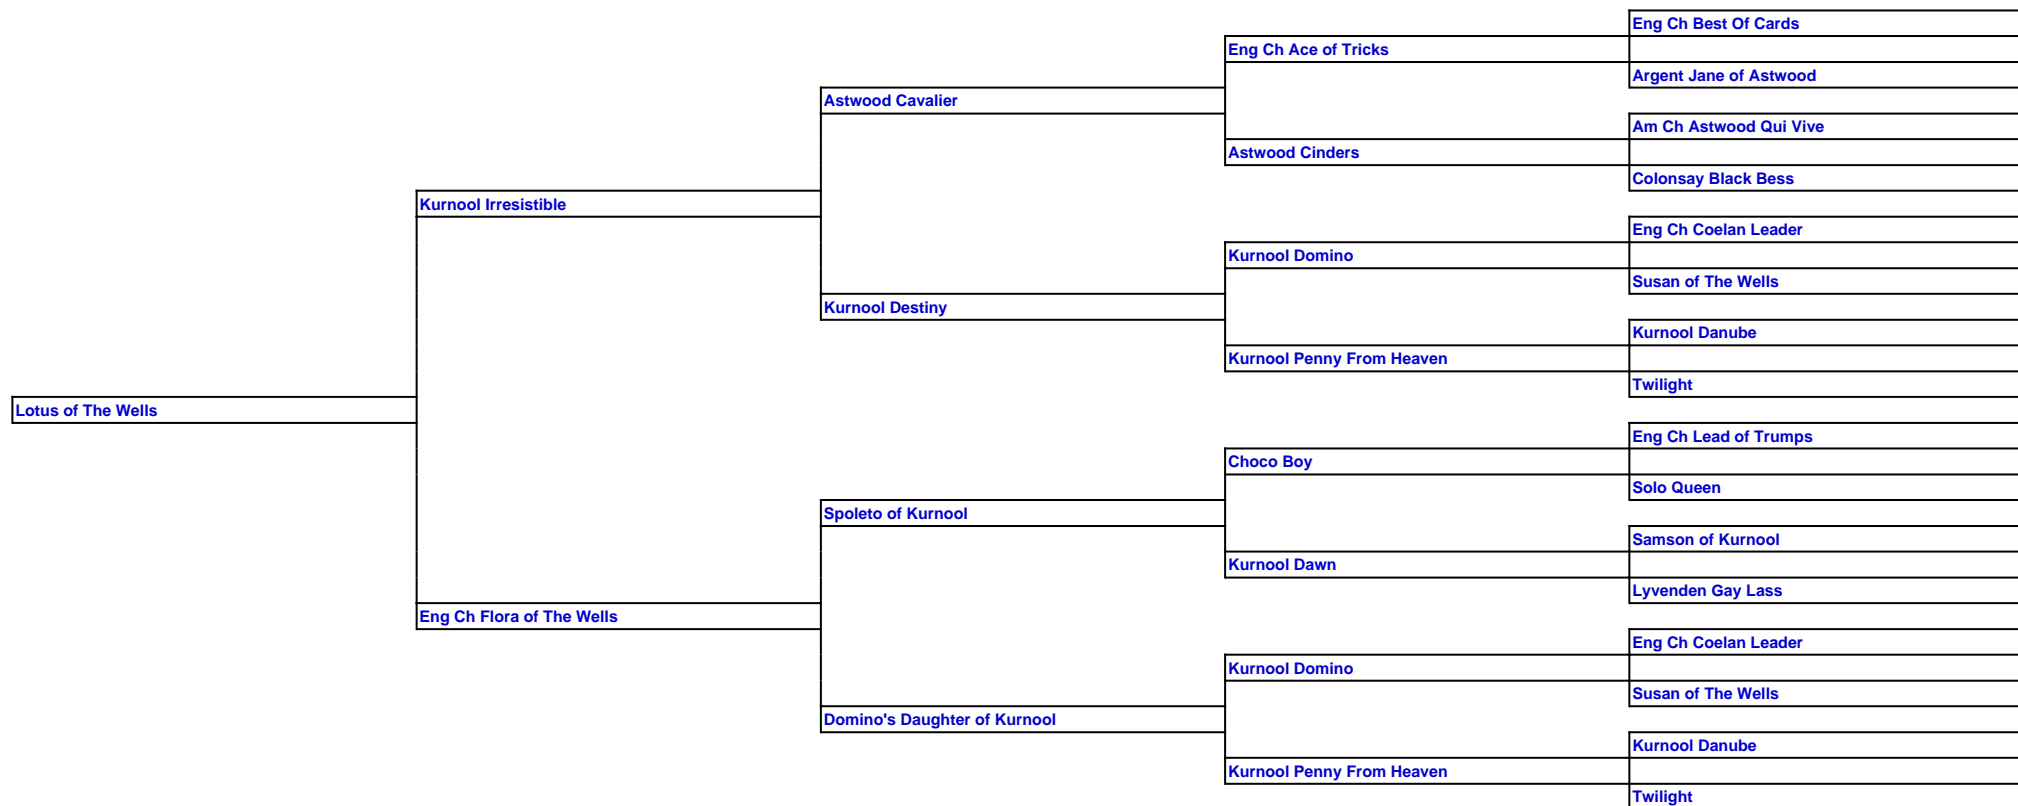 Eng Ch Best Of Cards
Eng Ch Ace of Tricks
Argent Jane of Astwood
Astwood Cavalier
Am Ch Astwood Qui Vive
Astwood Cinders
Colonsay Black Bess
Kurnool Irresistible
Eng Ch Coelan Leader
Kurnool Domino
Susan of The Wells
Kurnool Destiny
Kurnool Danube
Kurnool Penny From Heaven
Twilight
Lotus of The Wells
Eng Ch Lead of Trumps
Choco Boy
Solo Queen
Spoleto of Kurnool
Samson of Kurnool
Kurnool Dawn
Lyvenden Gay Lass
Eng Ch Flora of The Wells
Eng Ch Coelan Leader
Kurnool Domino
Susan of The Wells
Domino's Daughter of Kurnool
Kurnool Danube
Kurnool Penny From Heaven
Twilight